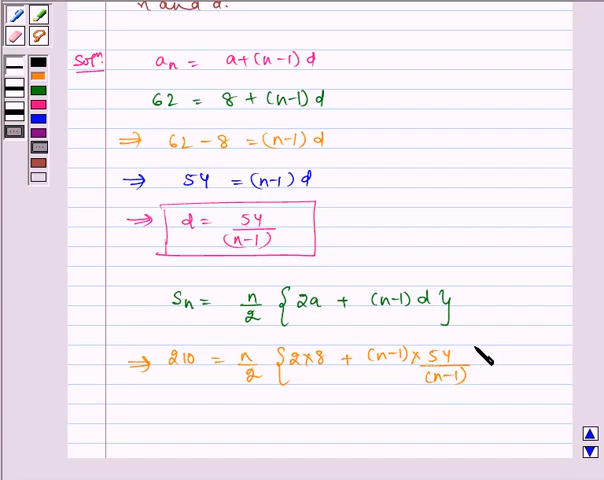 n and d.
Solⁿ. aₙ = a+(n-1)d
62 = 8 + (n-1)d
⇒ 62 - 8 = (n-1)d
⇒ 54 = (n-1)d
⇒ d = 54/(n-1)
Sₙ = n/2 { 2a + (n-1)d }
⇒ 210 = n/2 { 2×8 + (n-1) × 54/(n-1)